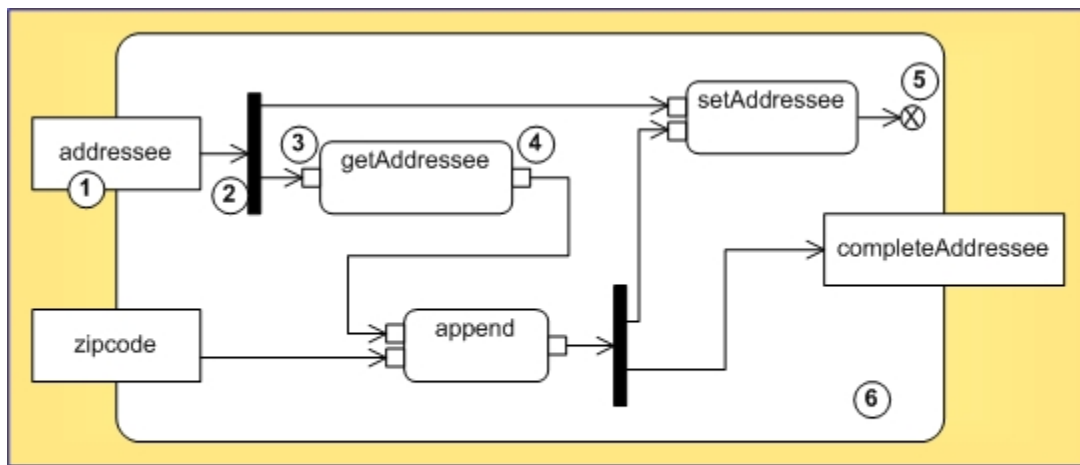 5
setAddressee
addressee
3
4
getAddressee
1
2
completeAddressee
zipcode
append
6